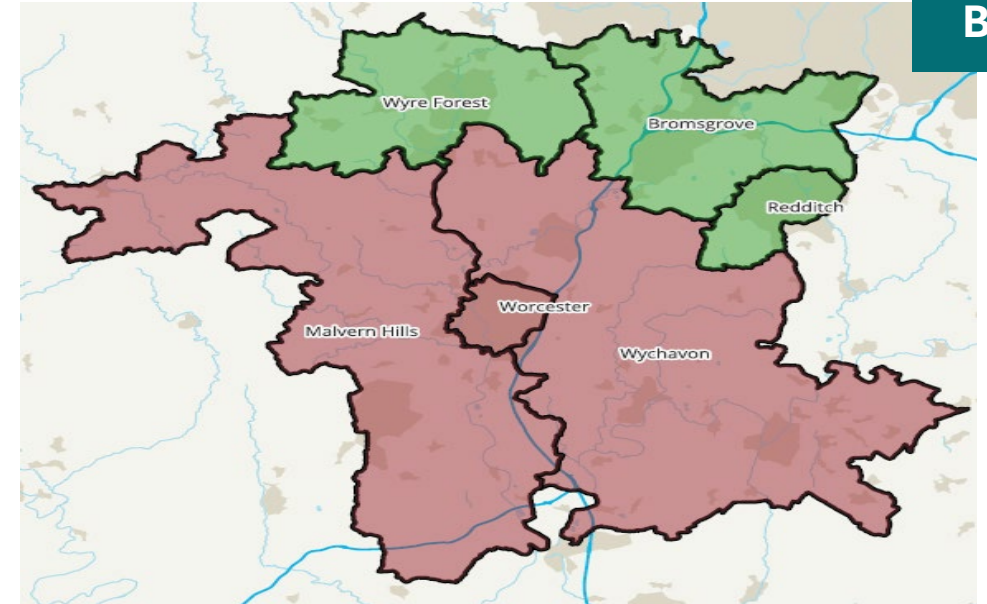 B
Wyre Forest
Bromsgrove
Redditch
Worcester
Malvern Hills
Wychavon